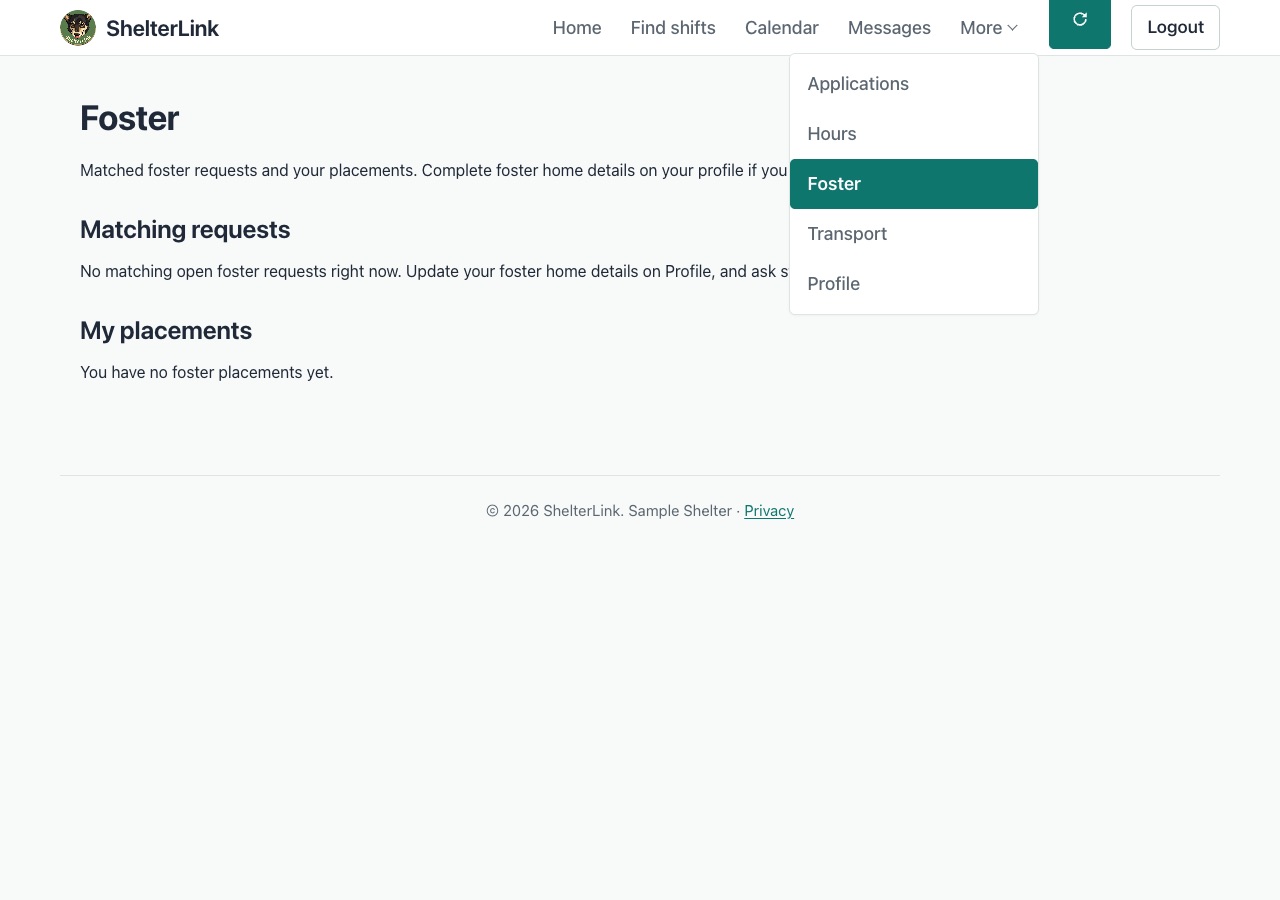 ShelterLink
Home
Find shifts
Calendar
Messages
More
Logout
Applications
Hours
Foster
Transport
Profile
Foster
Matched foster requests and your placements. Complete foster home details on your profile if you
Matching requests
No matching open foster requests right now. Update your foster home details on Profile, and ask
My placements
You have no foster placements yet.
© 2026 ShelterLink. Sample Shelter · Privacy